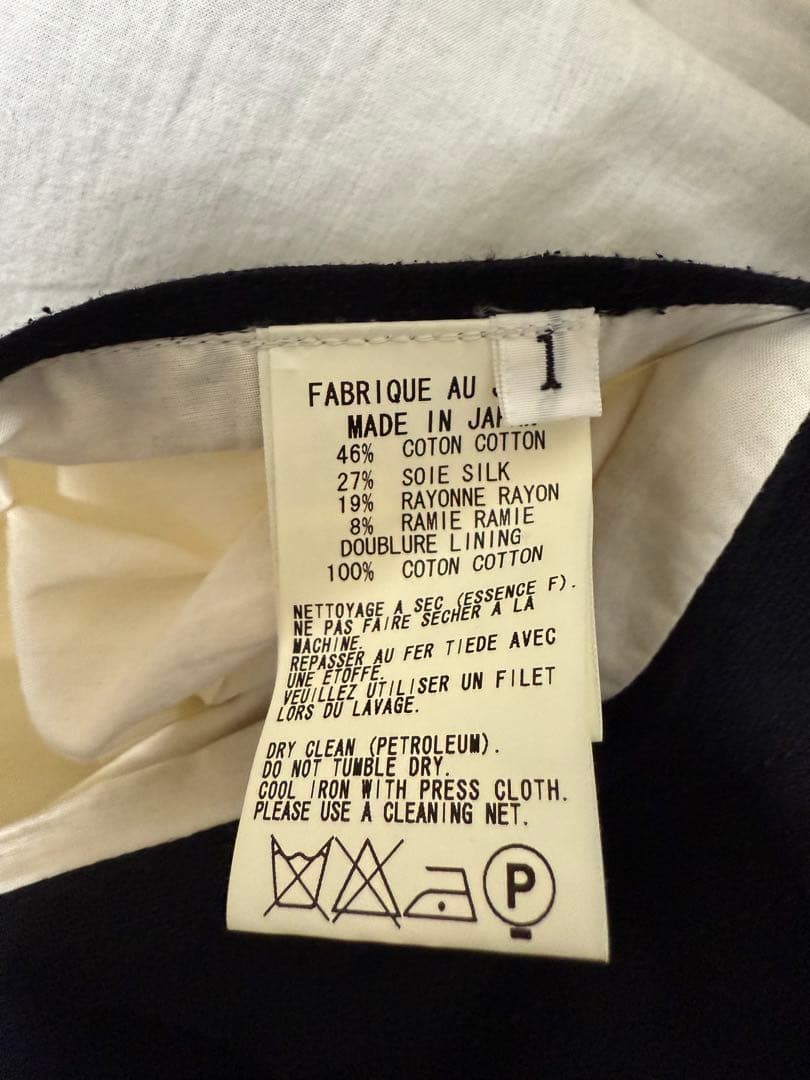 1
FABRIQUE AU
MADE IN
46% COTON COTTON
27% SOIE SILK
19% RAYONNE RAYON
8% RAMIE RAMIE
DOUBLURE LINING
100% COTON COTTON
NETTOYAGE A SEC (ESSENCE F).
NE PAS FAIRE SECHER A LA
MACHINE.
REPASSER AU FER TIEDE AVEC
UNE ETOFFE.
VEUILLEZ UTILISER UN FILET
LORS DU LAVAGE.
DRY CLEAN (PETROLEUM).
DO NOT TUMBLE DRY.
COOL IRON WITH PRESS CLOTH.
PLEASE USE A CLEANING NET.
P